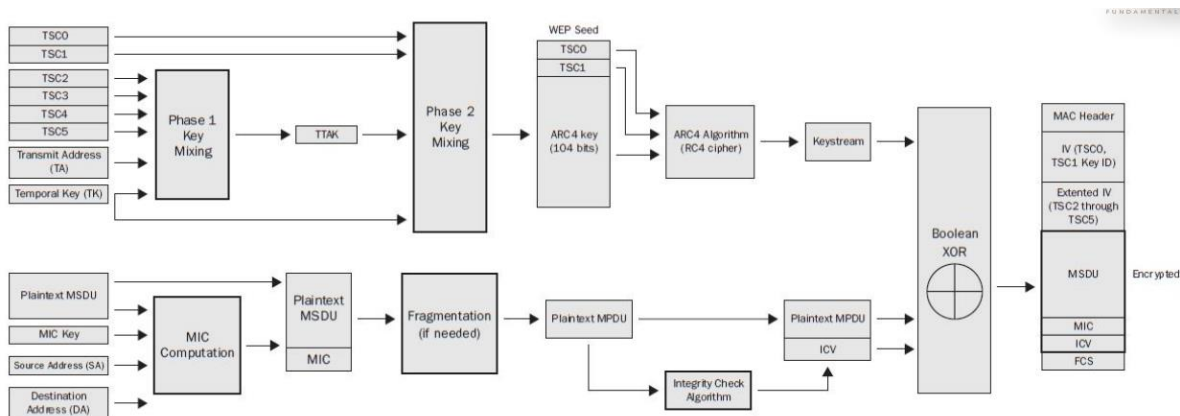 FUNDAMENTAL
TSC0
TSC1
TSC2
TSC3
TSC4
TSC5
Transmit Address
(TA)
Temporal Key (TK)
Phase 1
Key
Mixing
TTAK
Phase 2
Key
Mixing
WEP Seed
TSC0
TSC1
ARC4 key
(104 bits)
ARC4 Algorithm
(RC4 cipher)
Keystream
Plaintext MSDU
MIC Key
Source Address (SA)
Destination
Address (DA)
MIC
Computation
Plaintext
MSDU
MIC
Fragmentation
(if needed)
Plaintext MPDU
Integrity Check
Algorithm
Plaintext MPDU
ICV
Boolean
XOR
MAC Header
IV (TSC0,
TSC1 Key ID)
Extented IV
(TSC2 through
TSC5)
MSDU
Encrypted
MIC
ICV
FCS